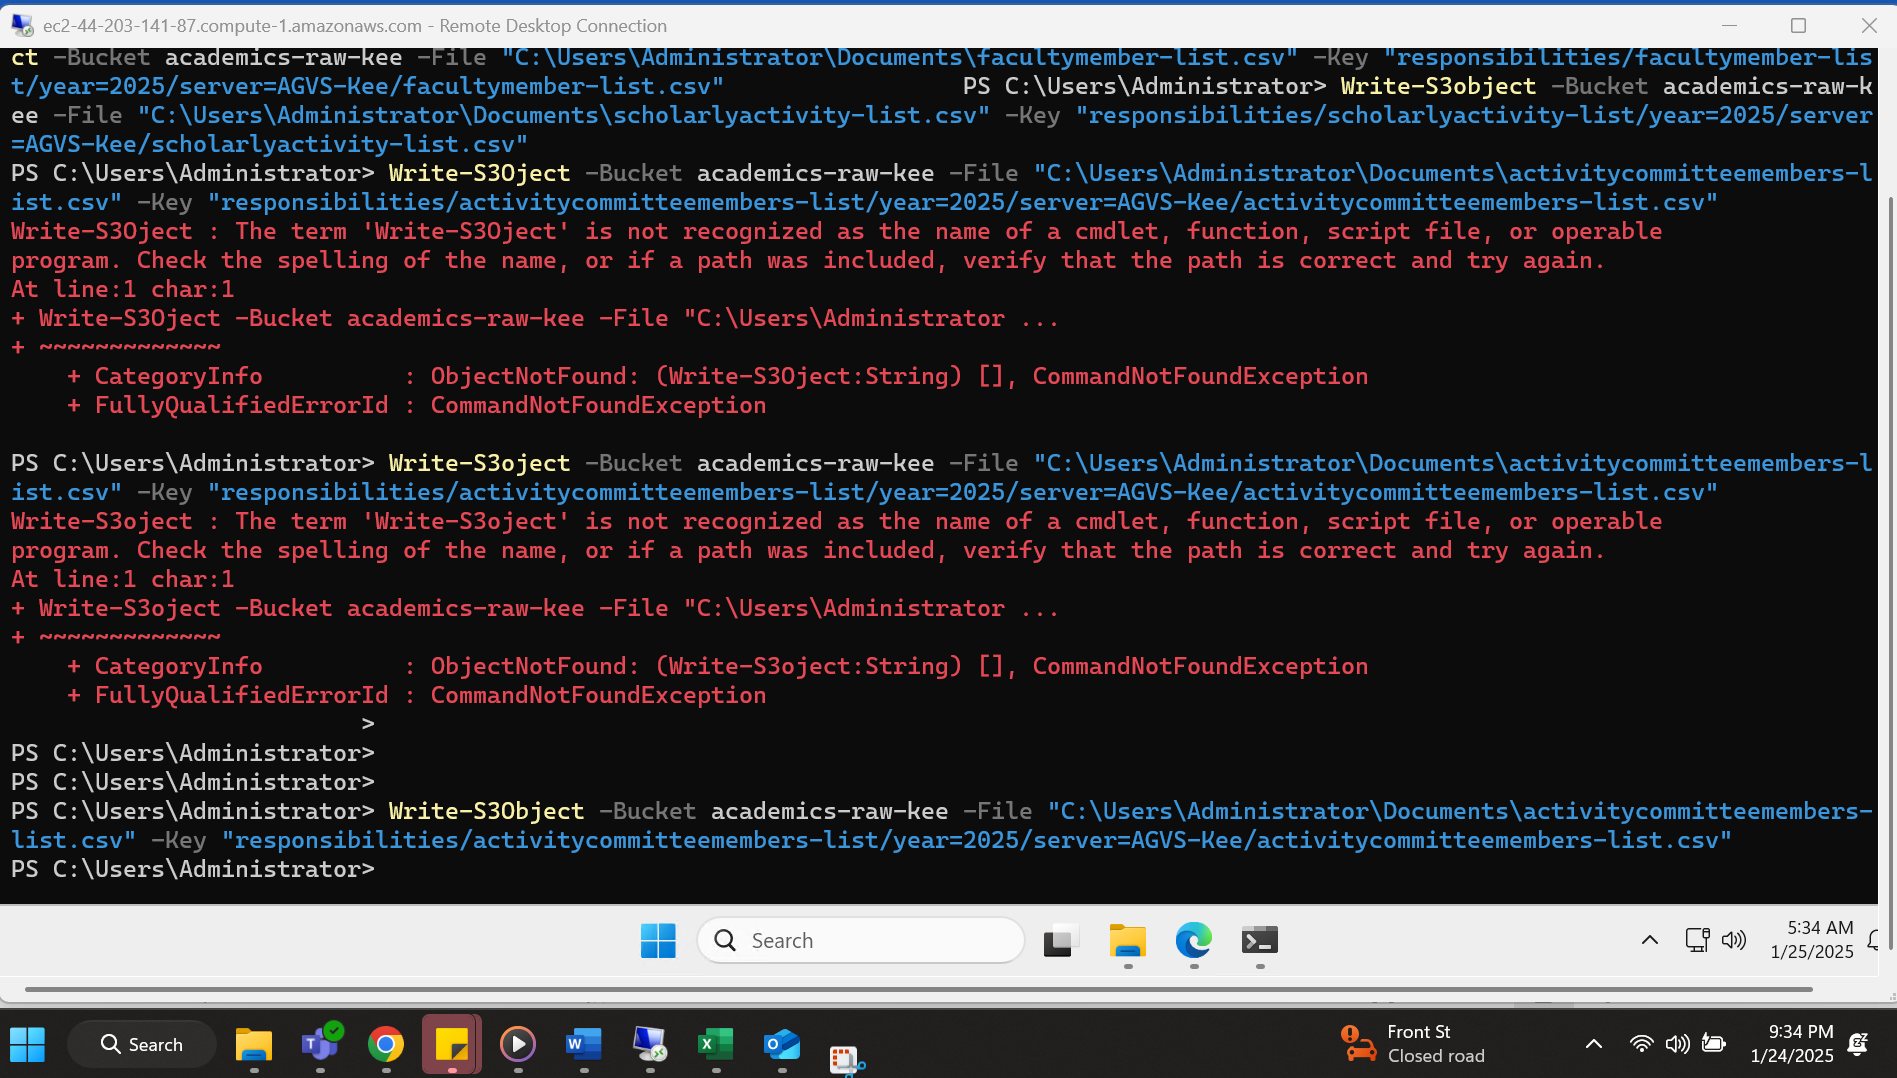 ec2-44-203-141-87.compute-1.amazonaws.com - Remote Desktop Connection
ct -Bucket academics-raw-kee -File "C:\Users\Administrator\Documents\facultymember-list.csv" -Key "responsibilities/facultymember-lis
t/year=2025/server=AGVS-Kee/facultymember-list.csv" PS C:\Users\Administrator> Write-S3object -Bucket academics-raw-k
ee -File "C:\Users\Administrator\Documents\scholarlyactivity-list.csv" -Key "responsibilities/scholarlyactivity-list/year=2025/server
=AGVS-Kee/scholarlyactivity-list.csv"
PS C:\Users\Administrator> Write-S3Oject -Bucket academics-raw-kee -File "C:\Users\Administrator\Documents\activitycommitteemembers-l
ist.csv" -Key "responsibilities/activitycommitteemembers-list/year=2025/server=AGVS-Kee/activitycommitteemembers-list.csv"
Write-S3Oject : The term 'Write-S3Oject' is not recognized as the name of a cmdlet, function, script file, or operable
program. Check the spelling of the name, or if a path was included, verify that the path is correct and try again.
At line:1 char:1
+ Write-S3Oject -Bucket academics-raw-kee -File "C:\Users\Administrator ...
+ ~~~~~~~~~~~~~
+ CategoryInfo : ObjectNotFound: (Write-S3Oject:String) [], CommandNotFoundException
+ FullyQualifiedErrorId : CommandNotFoundException
PS C:\Users\Administrator> Write-S3oject -Bucket academics-raw-kee -File "C:\Users\Administrator\Documents\activitycommitteemembers-l
ist.csv" -Key "responsibilities/activitycommitteemembers-list/year=2025/server=AGVS-Kee/activitycommitteemembers-list.csv"
Write-S3oject : The term 'Write-S3oject' is not recognized as the name of a cmdlet, function, script file, or operable
program. Check the spelling of the name, or if a path was included, verify that the path is correct and try again.
At line:1 char:1
+ Write-S3oject -Bucket academics-raw-kee -File "C:\Users\Administrator ...
+ ~~~~~~~~~~~~~
+ CategoryInfo : ObjectNotFound: (Write-S3oject:String) [], CommandNotFoundException
+ FullyQualifiedErrorId : CommandNotFoundException
>
PS C:\Users\Administrator>
PS C:\Users\Administrator>
PS C:\Users\Administrator> Write-S3Object -Bucket academics-raw-kee -File "C:\Users\Administrator\Documents\activitycommitteemembers-
list.csv" -Key "responsibilities/activitycommitteemembers-list/year=2025/server=AGVS-Kee/activitycommitteemembers-list.csv"
PS C:\Users\Administrator>
Search
5:34 AM
1/25/2025
Search
Front St
Closed road
9:34 PM
1/24/2025